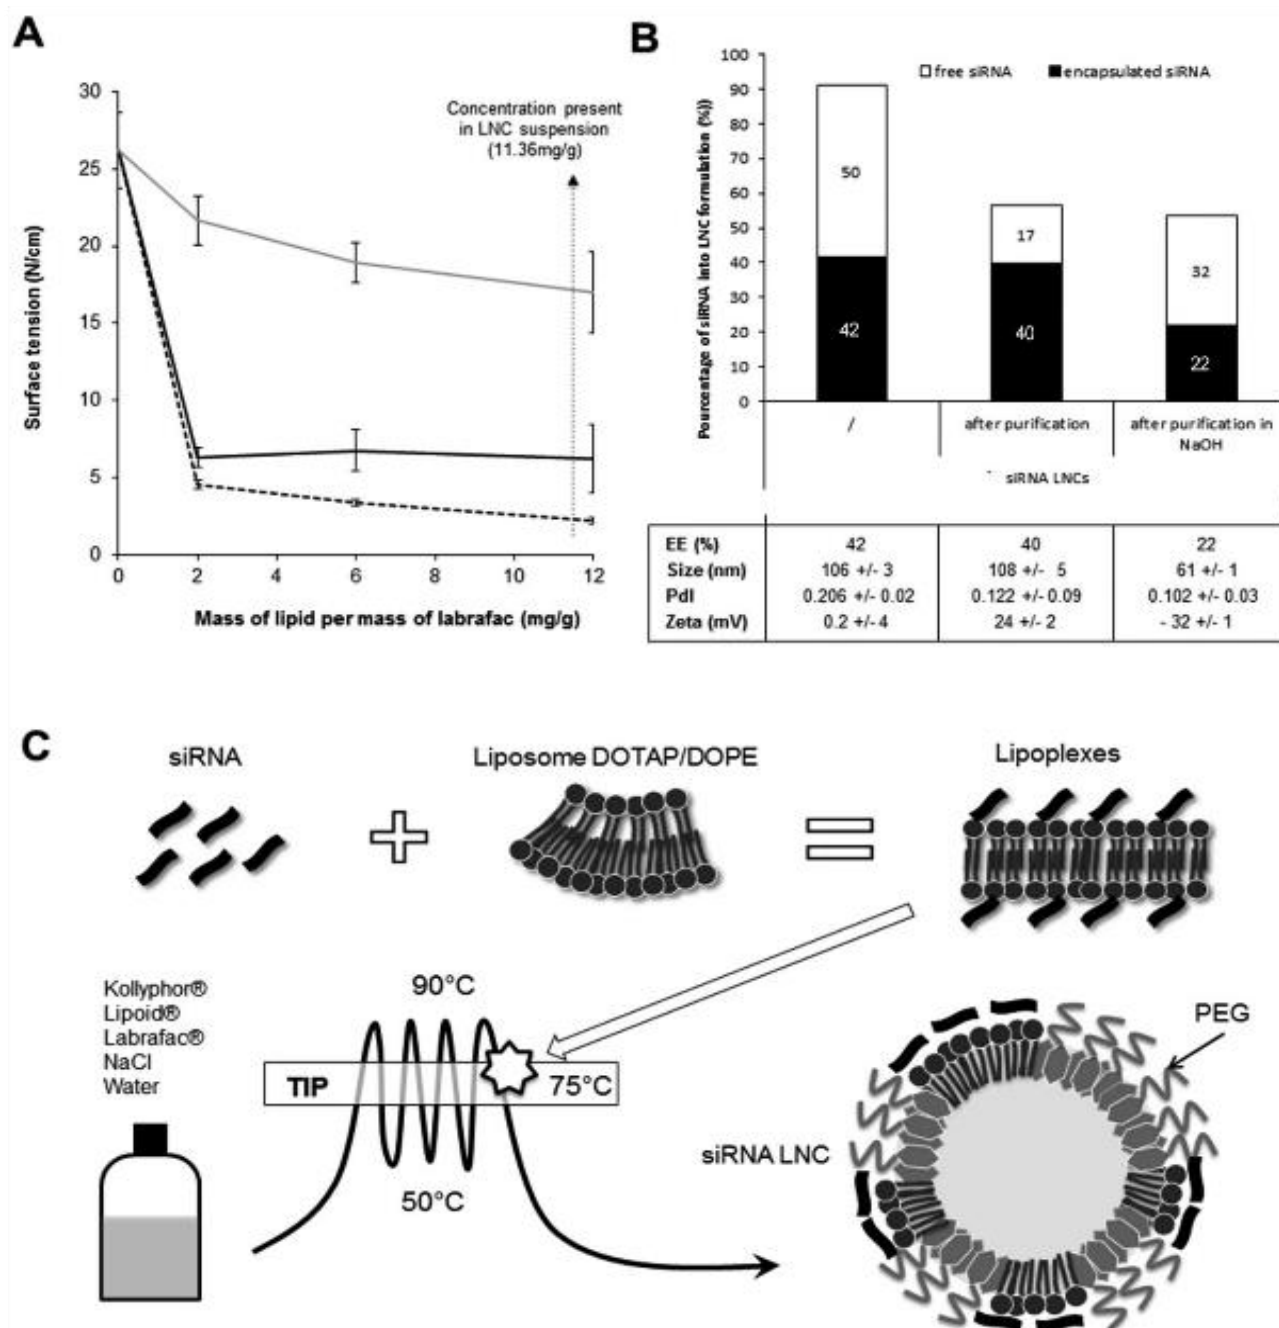 A
30
25
20
15
10
5
0
Surface tension (N/cm)
Concentration present
in LNC suspension
(11.36mg/g)
0 2 4 6 8 10 12
Mass of lipid per mass of labrafac (mg/g)
B
Pourcentage of siRNA into LNC formulation (%))
100
90
80
70
60
50
40
30
20
10
0
free siRNA encapsulated siRNA
50
42
17
40
32
22
/
after purification
after purification in
NaOH
siRNA LNCs
EE (%) 42 40 22
Size (nm) 106 +/- 3 108 +/- 5 61 +/- 1
PdI 0.206 +/- 0.02 0.122 +/- 0.09 0.102 +/- 0.03
Zeta (mV) 0.2 +/- 4 24 +/- 2 - 32 +/- 1
C
siRNA
Liposome DOTAP/DOPE
Lipoplexes
Kollyphor®
Lipoid®
Labrafac®
NaCl
Water
90°C
TIP
75°C
50°C
siRNA LNC
PEG